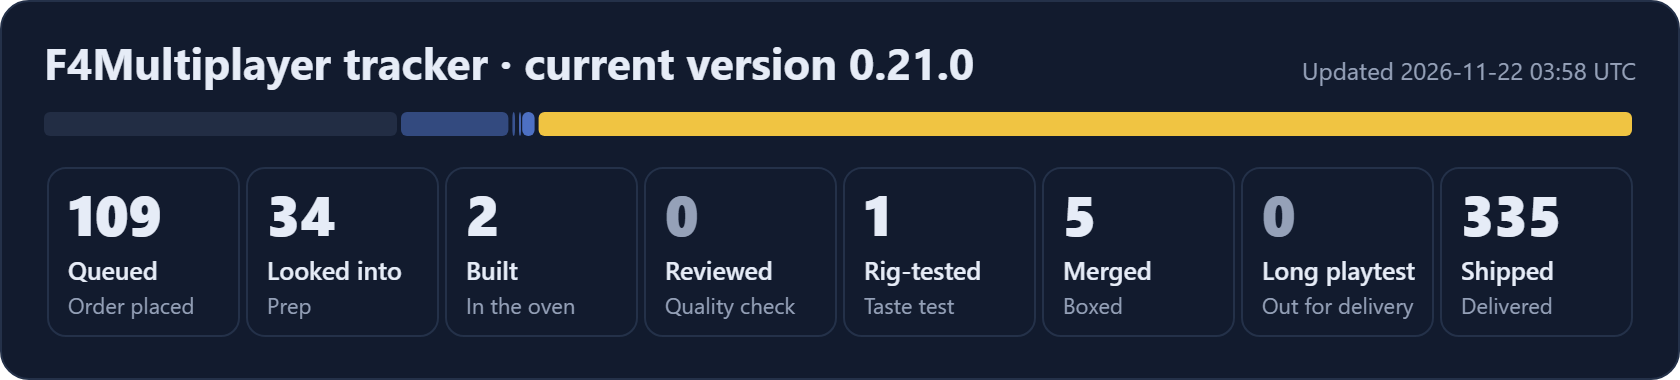 F4Multiplayer tracker · current version 0.21.0
Updated 2026-11-22 03:58 UTC
109
Queued
Order placed
34
Looked into
Prep
2
Built
In the oven
0
Reviewed
Quality check
1
Rig-tested
Taste test
5
Merged
Boxed
0
Long playtest
Out for delivery
335
Shipped
Delivered